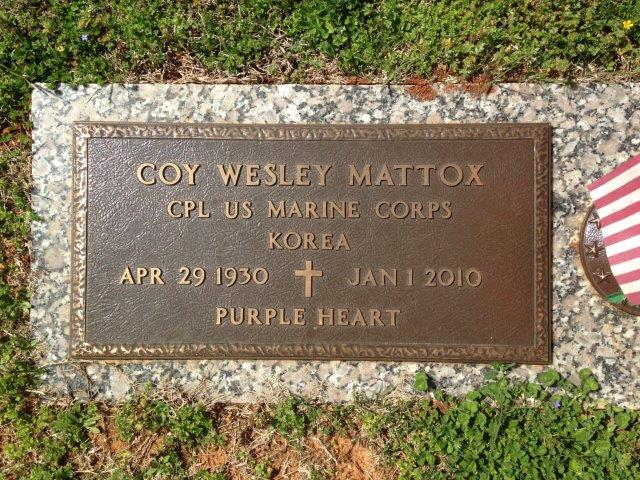 COY WESLEY MATTOX
CPL US MARINE CORPS
KOREA
APR 29 1930 JAN 1 2010
PURPLE HEART